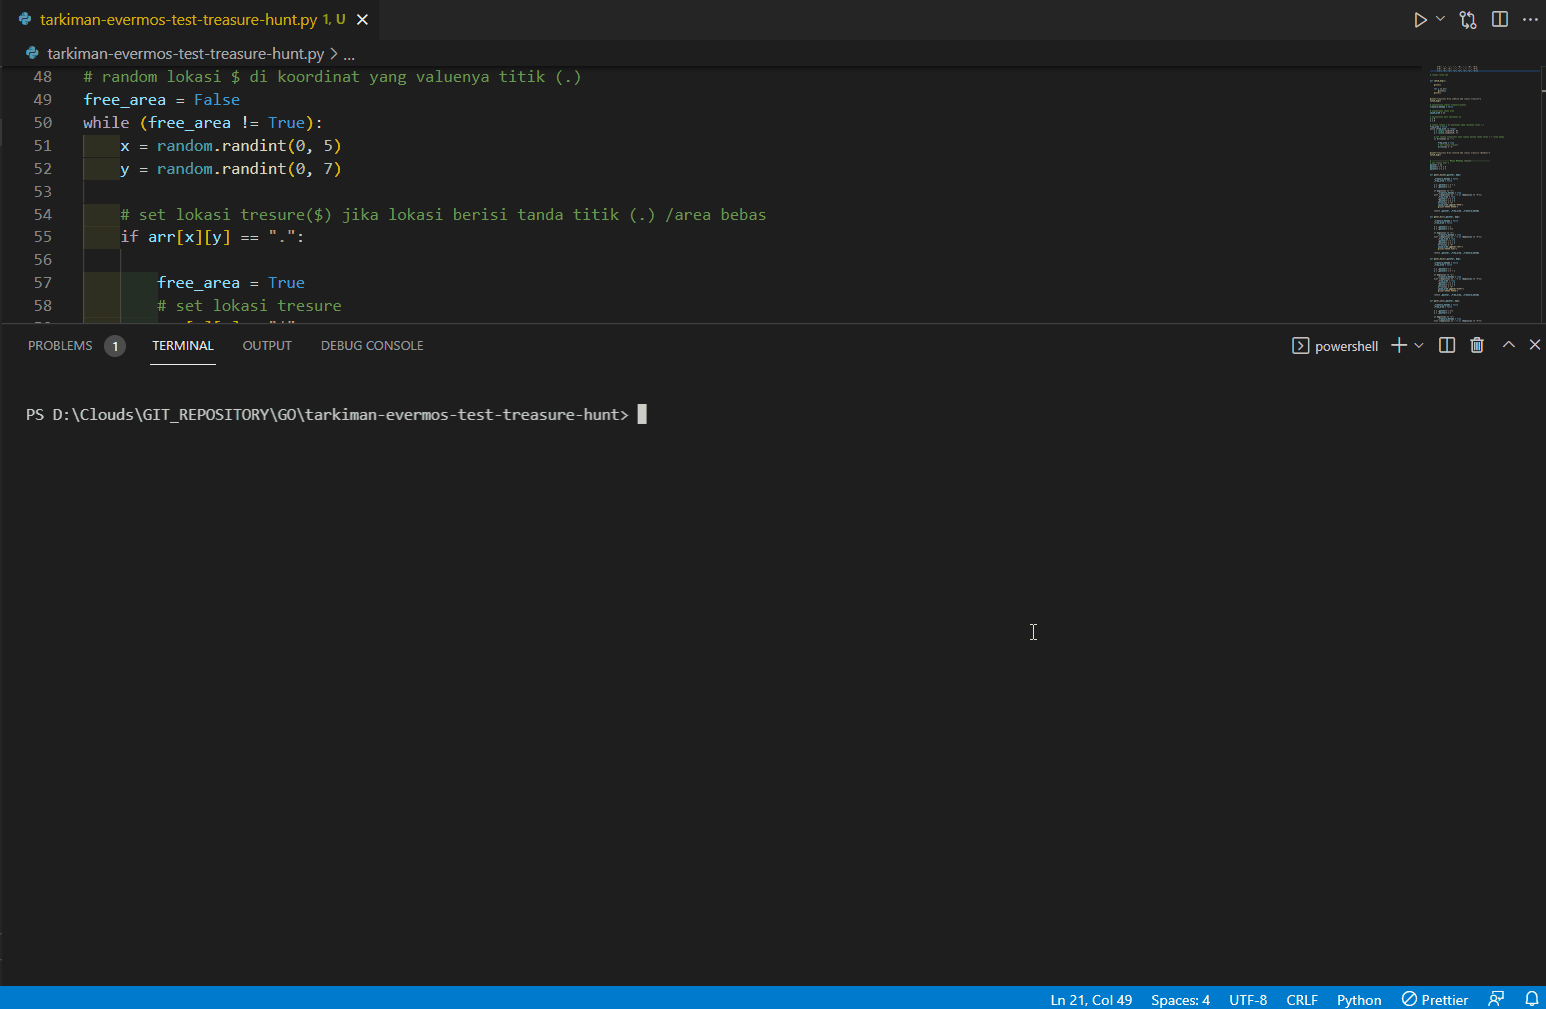 tarkiman-evermos-test-treasure-hunt.py 1, U
tarkiman-evermos-test-treasure-hunt.py > ...
48 # random lokasi $ di koordinat yang valuenya titik (.)
49 free_area = False
50 while (free_area != True):
51 x = random.randint(0, 5)
52 y = random.randint(0, 7)
53
54 # set lokasi tresure($) jika lokasi berisi tanda titik (.) /area bebas
55 if arr[x][y] == ".":
56
57 free_area = True
58 # set lokasi tresure
PROBLEMS 1 TERMINAL OUTPUT DEBUG CONSOLE powershell
PS D:\Clouds\GIT_REPOSITORY\GO\tarkiman-evermos-test-treasure-hunt>
Ln 21, Col 49 Spaces: 4 UTF-8 CRLF Python Prettier